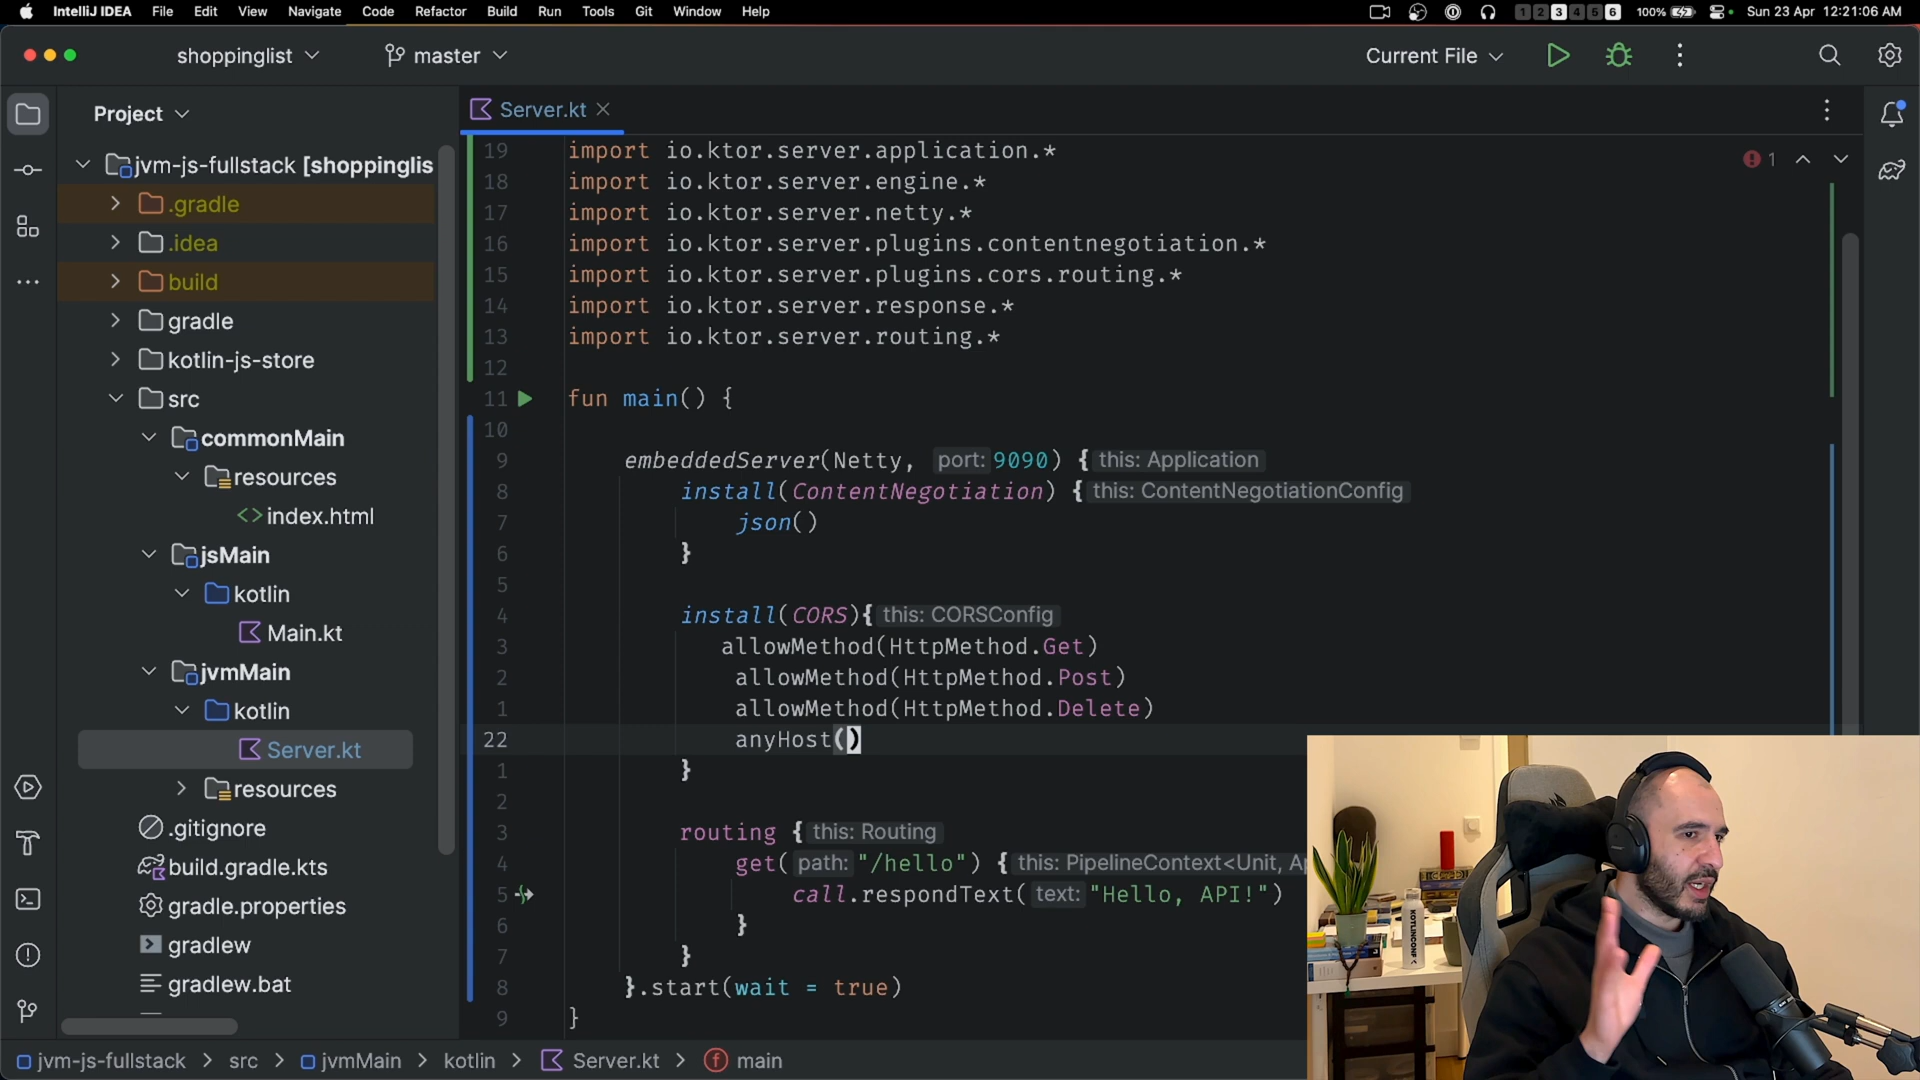 IntelliJ IDEA File Edit View Navigate Code Refactor Build Run Tools Git Window Help 1 2 3 4 5 6 100% Sun 23 Apr 12:21:06 AM
shoppinglist master Current File
Project
Server.kt
jvm-js-fullstack [shoppinglis
.gradle
.idea
build
gradle
kotlin-js-store
src
commonMain
resources
index.html
jsMain
kotlin
Main.kt
jvmMain
kotlin
Server.kt
resources
.gitignore
build.gradle.kts
gradle.properties
gradlew
gradlew.bat
1
19 import io.ktor.server.application.*
18 import io.ktor.server.engine.*
17 import io.ktor.server.netty.*
16 import io.ktor.server.plugins.contentnegotiation.*
15 import io.ktor.server.plugins.cors.routing.*
14 import io.ktor.server.response.*
13 import io.ktor.server.routing.*
12
11 fun main() {
10
9 embeddedServer(Netty, port: 9090) { this: Application
8 install(ContentNegotiation) { this: ContentNegotiationConfig
7 json()
6 }
5
4 install(CORS){ this: CORSConfig
3 allowMethod(HttpMethod.Get)
2 allowMethod(HttpMethod.Post)
1 allowMethod(HttpMethod.Delete)
22 anyHost()
1 }
2
3 routing { this: Routing
4 get( path: "/hello") { this: PipelineContext<Unit, Ap
5 call.respondText( text: "Hello, API!")
6 }
7 }
8 }.start(wait = true)
9 }
KOTLINCONF
jvm-js-fullstack > src > jvmMain > kotlin > Server.kt > main